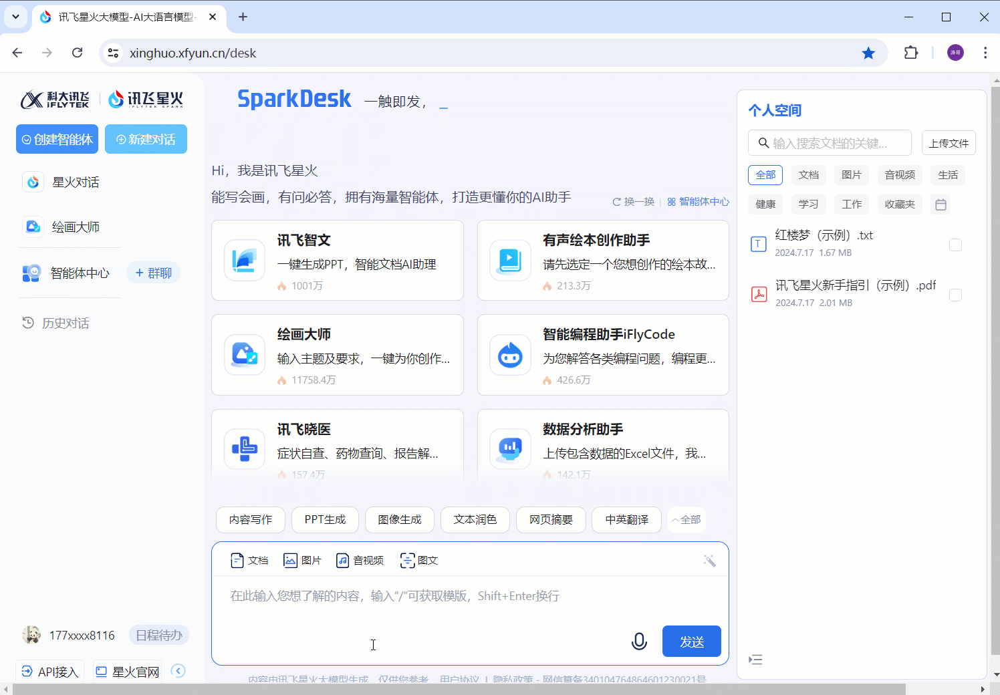 讯飞星火大模型-AI大语言模型-
xinghuo.xfyun.cn/desk
涛哥
科大讯飞
iFLYTEK
讯飞星火
IFLYTEK SPARK
创建智能体
新建对话
星火对话
绘画大师
智能体中心
+ 群聊
历史对话
177xxxx8116
日程待办
API接入
星火官网
SparkDesk 一触即发，_
Hi，我是讯飞星火
能写会画，有问必答，拥有海量智能体，打造更懂你的AI助手
换一换 | 智能体中心
讯飞智文
一键生成PPT，智能文档AI助理
1001万
有声绘本创作助手
请先选定一个您想创作的绘本故...
213.3万
绘画大师
输入主题及要求，一键为你创作...
11758.4万
智能编程助手iFlyCode
为您解答各类编程问题，编程更...
426.6万
讯飞晓医
症状自查、药物查询、报告解...
157.4万
数据分析助手
上传包含数据的Excel文件，我...
142.1万
内容写作
PPT生成
图像生成
文本润色
网页摘要
中英翻译
全部
文档
图片
音视频
图文
在此输入您想了解的内容，输入“/”可获取模版，Shift+Enter换行
发送
内容由讯飞星火大模型生成，仅供您参考。用户协议 | 隐私政策 - 网信算备340104764864601230021号
个人空间
输入搜索文档的关键...
上传文件
全部
文档
图片
音视频
生活
健康
学习
工作
收藏夹
T
红楼梦（示例）.txt
2024.7.17 1.67 MB
讯飞星火新手指引（示例）.pdf
2024.7.17 2.01 MB